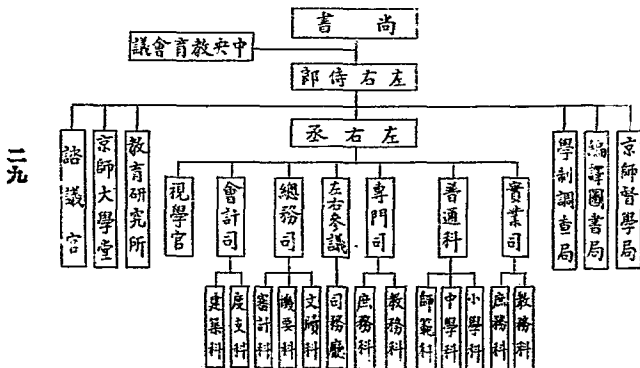 尚書
中央教育會議
左右侍郎
京師督學局
編譯圖書局
學制調查局
左右丞
教育研究所
京師大學堂
諮議官
實業司
普通科
專門司
左右參議
總務司
會計司
視學官
教務科
庶務科
小學科
中學科
師範科
教務科
庶務科
司務廳
文牘科
機要科
審計科
度支科
建築科
二九